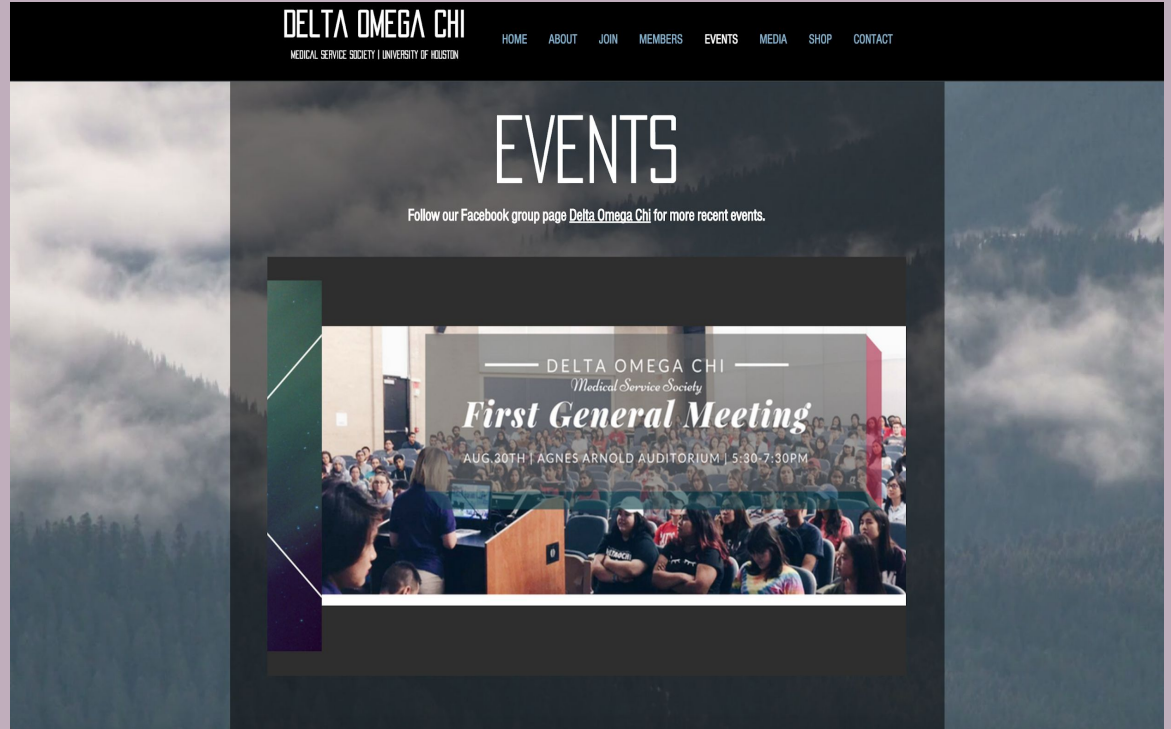 DELTA OMEGA CHI
MEDICAL SERVICE SOCIETY | UNIVERSITY OF HOUSTON
HOME ABOUT JOIN MEMBERS EVENTS MEDIA SHOP CONTACT
EVENTS
Follow our Facebook group page Delta Omega Chi for more recent events.
DELTA OMEGA CHI
Medical Service Society
First General Meeting
AUG.30TH | AGNES ARNOLD AUDITORIUM | 5:30-7:30PM